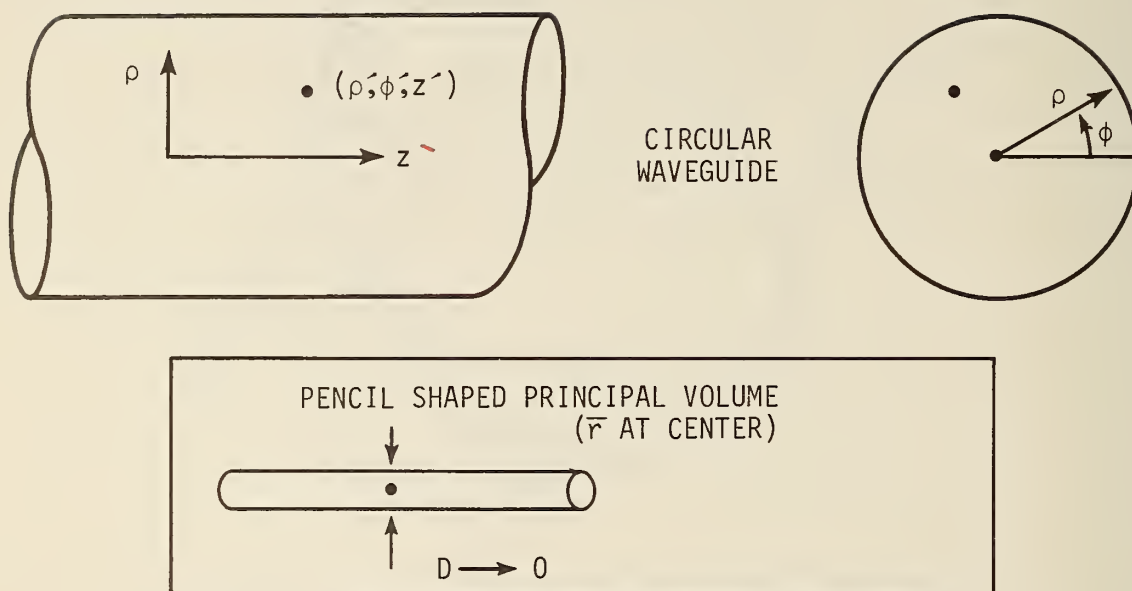 ρ
(ρ´,φ´,z´)
z
CIRCULAR
WAVEGUIDE
ρ
φ
PENCIL SHAPED PRINCIPAL VOLUME
(r̅ AT CENTER)
D → 0